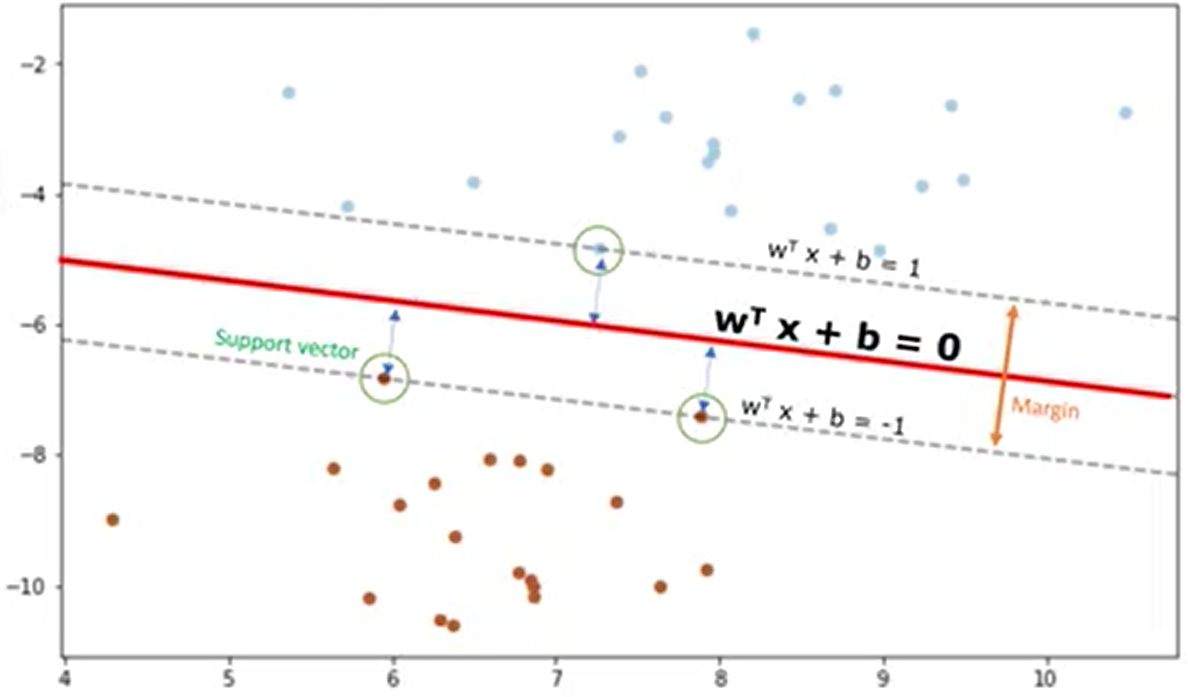 −2
−4
−6
−8
−10
wᵀ x + b = 1
wᵀ x + b = 0
Support vector
Margin
wᵀ x + b = -1
4 5 6 7 8 9 10